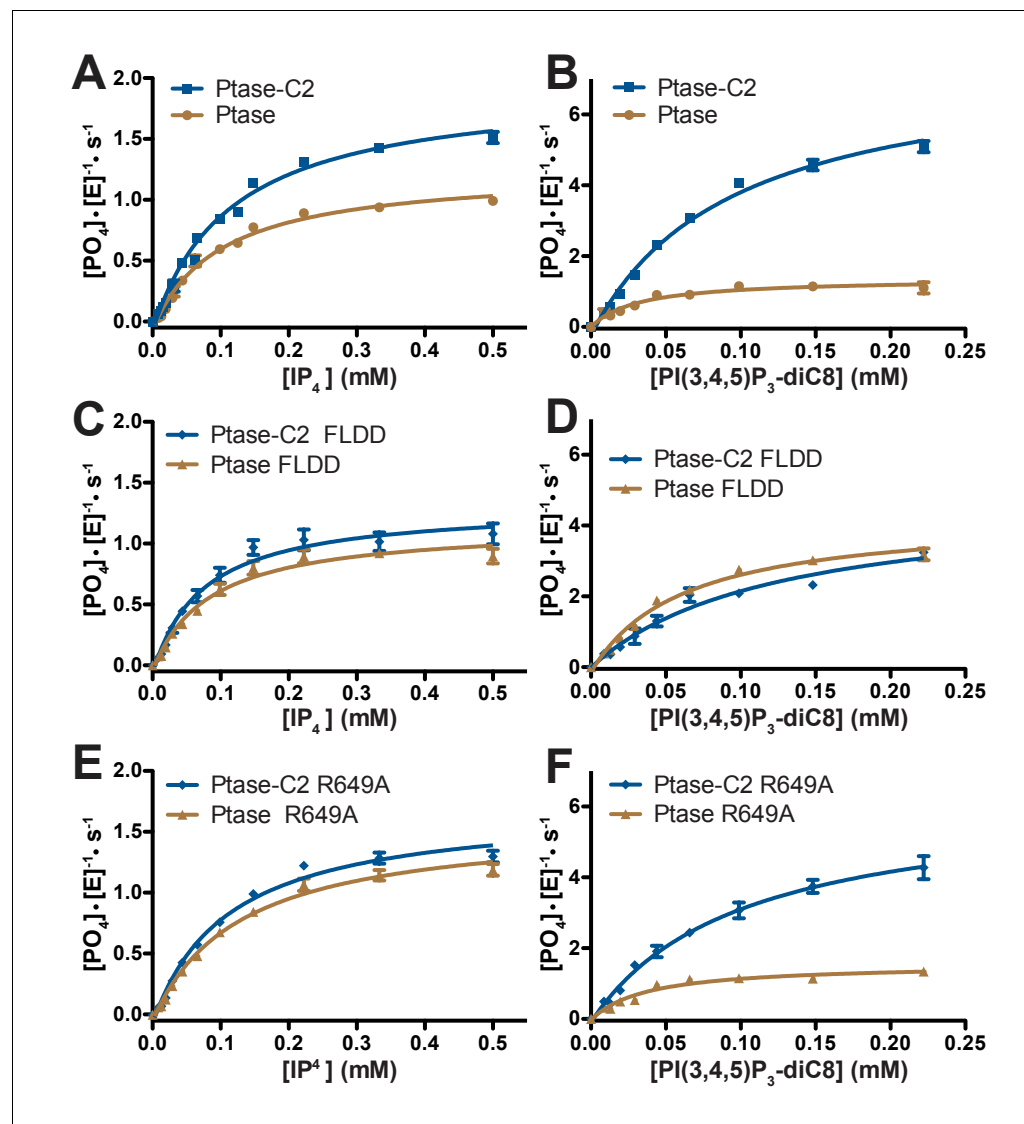 A
Ptase-C2
Ptase
[PO₄]•[E]⁻¹• s⁻¹
2.0
1.5
1.0
0.5
0.0
0.0 0.1 0.2 0.3 0.4 0.5
[IP₄] (mM)
B
Ptase-C2
Ptase
[PO₄]•[E]⁻¹• s⁻¹
6
4
2
0
0.00 0.05 0.10 0.15 0.20 0.25
[PI(3,4,5)P₃-diC8] (mM)
C
Ptase-C2 FLDD
Ptase FLDD
[PO₄]•[E]⁻¹• s⁻¹
2.0
1.5
1.0
0.5
0.0
0.0 0.1 0.2 0.3 0.4 0.5
[IP₄] (mM)
D
Ptase-C2 FLDD
Ptase FLDD
[PO₄]•[E]⁻¹• s⁻¹
6
4
2
0
0.00 0.05 0.10 0.15 0.20 0.25
[PI(3,4,5)P₃-diC8] (mM)
E
Ptase-C2 R649A
Ptase R649A
[PO₄]•[E]⁻¹• s⁻¹
2.0
1.5
1.0
0.5
0.0
0.0 0.1 0.2 0.3 0.4 0.5
[IP⁴] (mM)
F
Ptase-C2 R649A
Ptase R649A
[PO₄]•[E]⁻¹• s⁻¹
6
4
2
0
0.00 0.05 0.10 0.15 0.20 0.25
[PI(3,4,5)P₃-diC8] (mM)